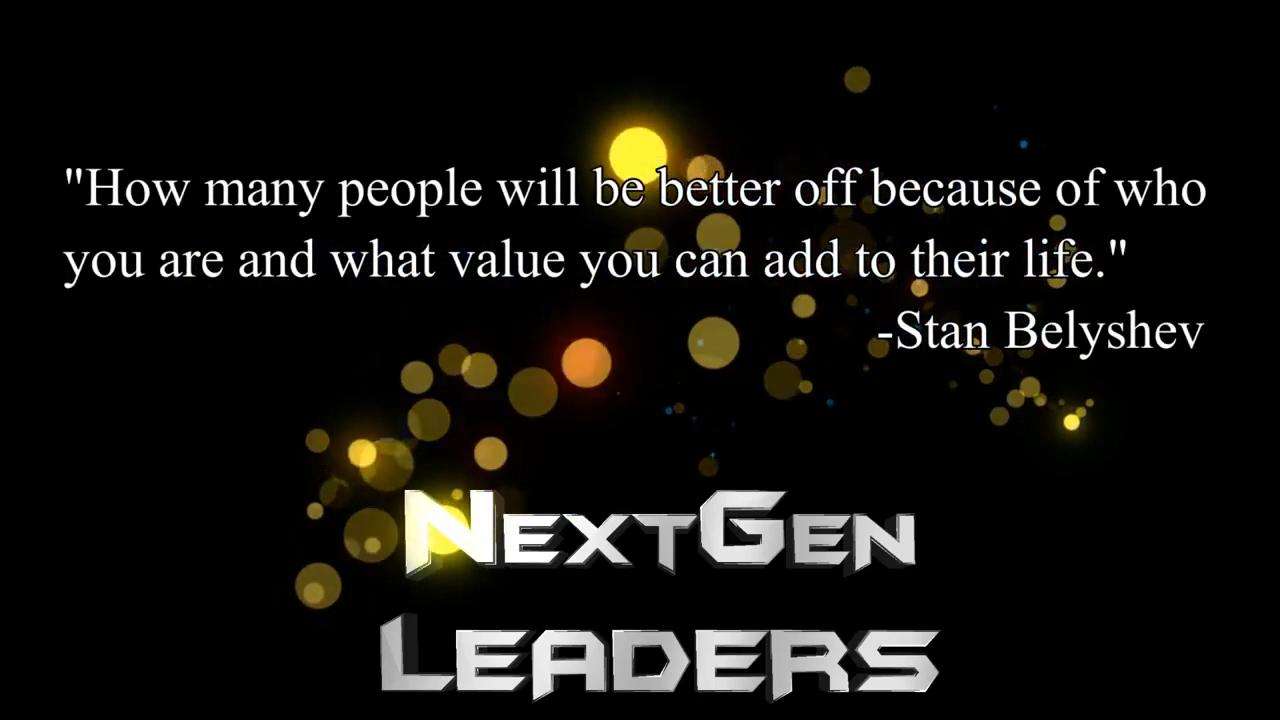 "How many people will be better off because of who
you are and what value you can add to their life."
-Stan Belyshev
NEXTGEN
LEADERS